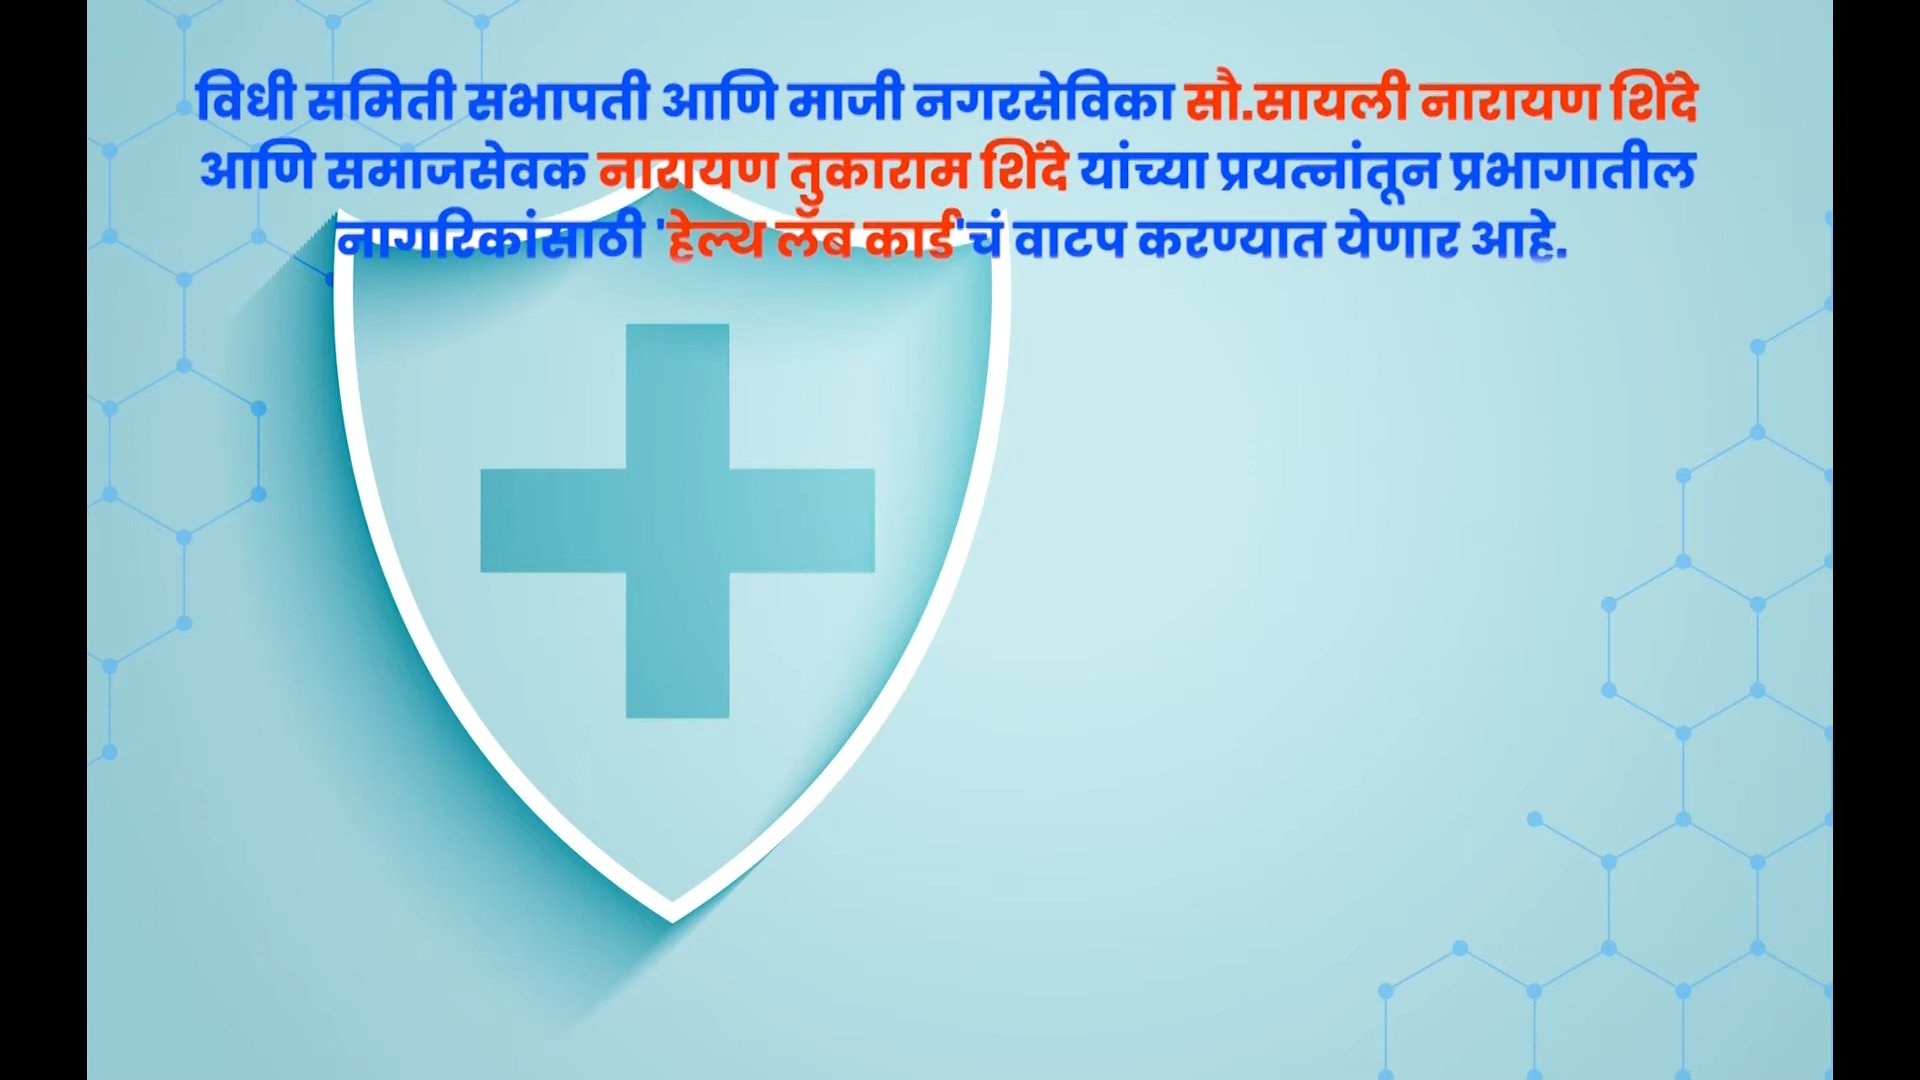 विधी समिती सभापती आणि माजी नगरसेविका सौ.सायली नारायण शिंदे
आणि समाजसेवक नारायण तुकाराम शिंदे यांच्या प्रयत्नांतून प्रभागातील
नागरिकांसाठी 'हेल्थ लॅब कार्ड'चं वाटप करण्यात येणार आहे.